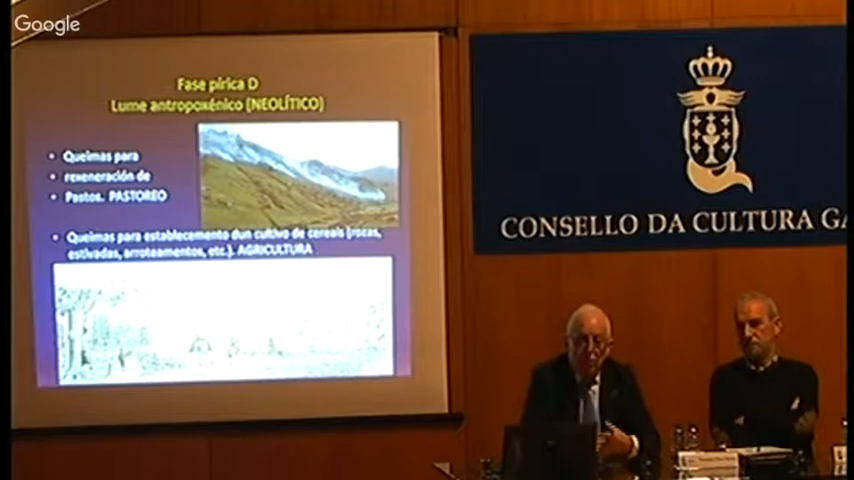 Google
Fase pírica D
Lume antropoxénico (NEOLÍTICO)
• Queimas para
• rexeneración de
• Pastos. PASTOREO
• Queimas para establecemento dun cultivo de cereais (rozas,
estivadas, arroteamentos, etc.). AGRICULTURA
CONSELLO DA CULTURA GA